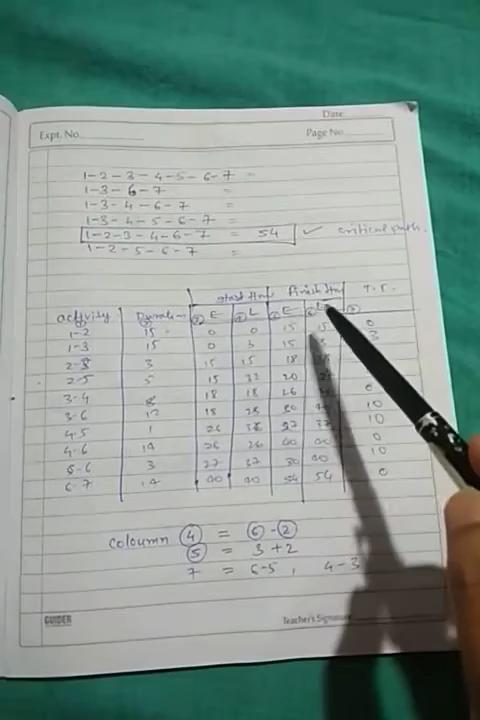 Date
Expt. No.
Page No.
1-2-3-4-5-6-7 =
1-3-6-7 =
1-3-4-6-7 =
1-3-4-5-6-7 =
1-2-3-4-6-7 = 54 ✓ critical path.
1-2-5-6-7 =
Start time Finish time T.F.
activity E L E L
1-2 15 0 0 15 15 0
1-3 15 0 3 15 3
2-3 3 15 15 18
2-5 5 15 32 20
3-4 8 18 18 26 0
3-6 12 18 28 30 10
4-5 1 26 36 27 37 10
4-6 14 26 26 40 40 0
5-6 3 27 37 30 40 10
6-7 14 40 40 54 54 0
coloumn 4 = 6-2
5 = 3+2
7 = 6-5, 4-3
GUIDER
Teacher's Signature